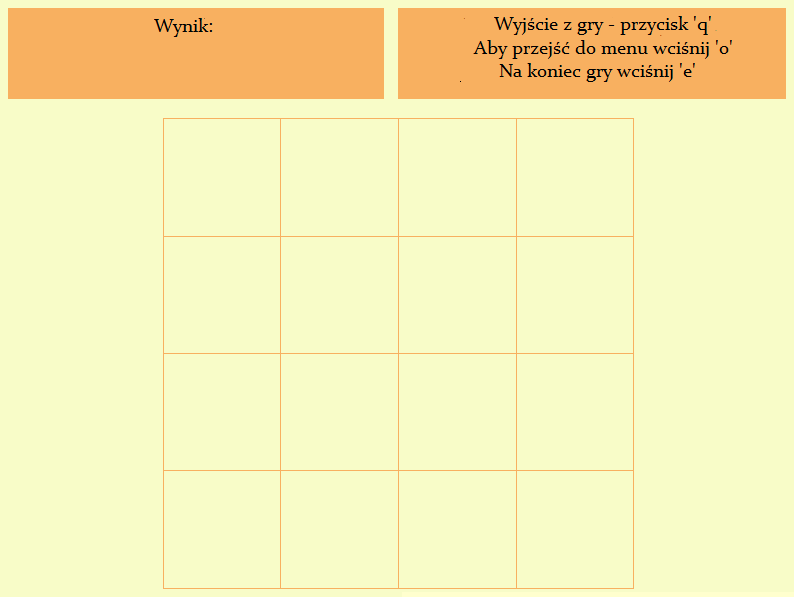 Wynik:
Wyjście z gry - przycisk 'q'
Aby przejść do menu wciśnij 'o'
Na koniec gry wciśnij 'e'